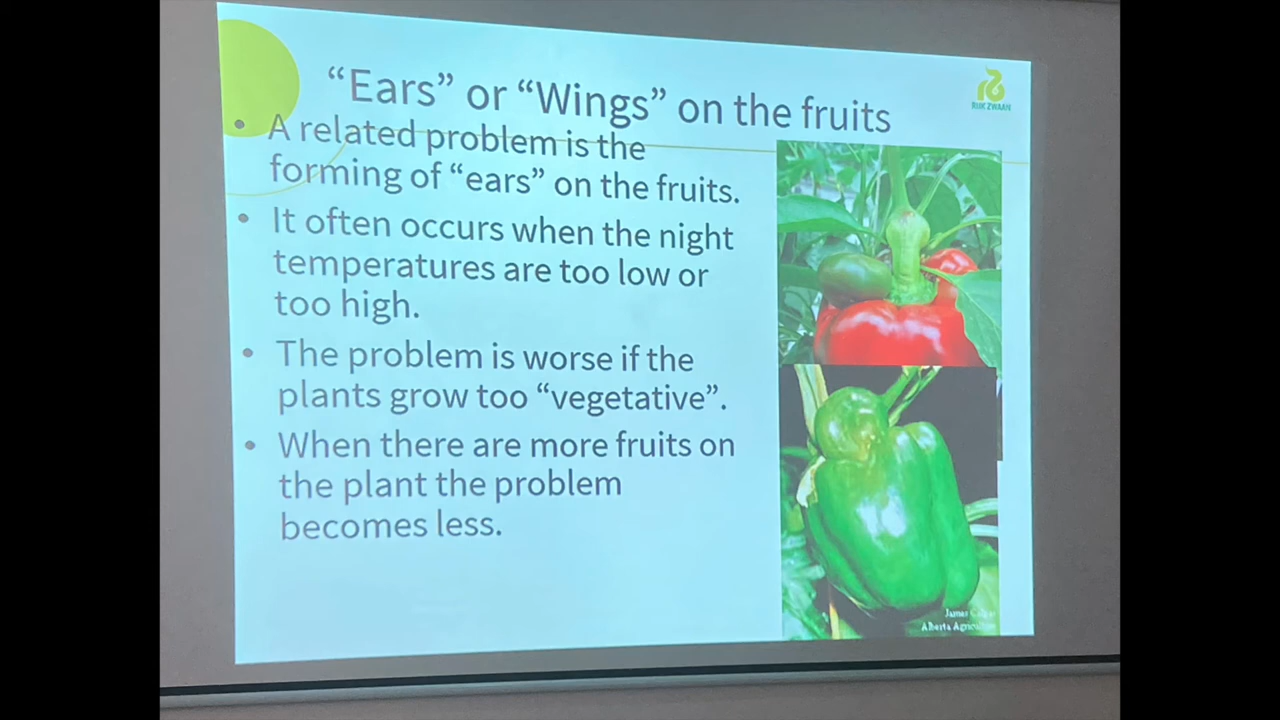 “Ears” or “Wings” on the fruits
RIJK ZWAAN
• A related problem is the
forming of “ears” on the fruits.
• It often occurs when the night
temperatures are too low or
too high.
• The problem is worse if the
plants grow too “vegetative”.
• When there are more fruits on
the plant the problem
becomes less.
James
Alberta